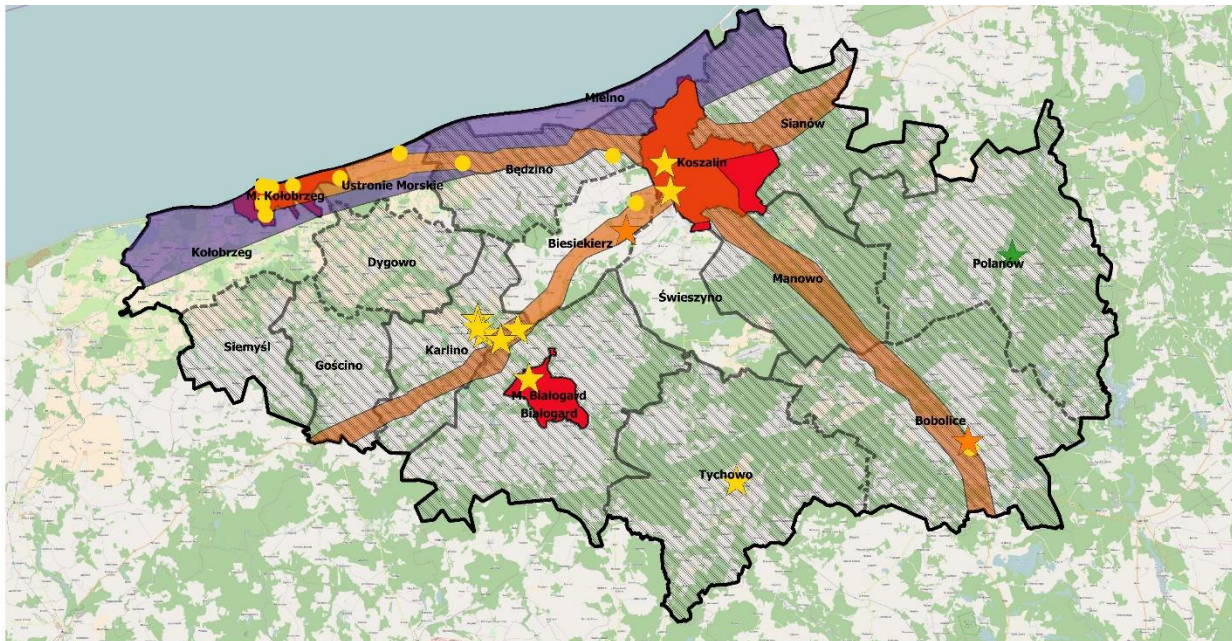 Mielno
Sianów
Koszalin
Będzino
Ustronie Morskie
M. Kołobrzeg
Kołobrzeg
Biesiekierz
Dygowo
Polanów
Manowo
Świeszyno
Siemyśl
Karlino
Gościno
M. Białogard
Białogard
Bobolice
Tychowo